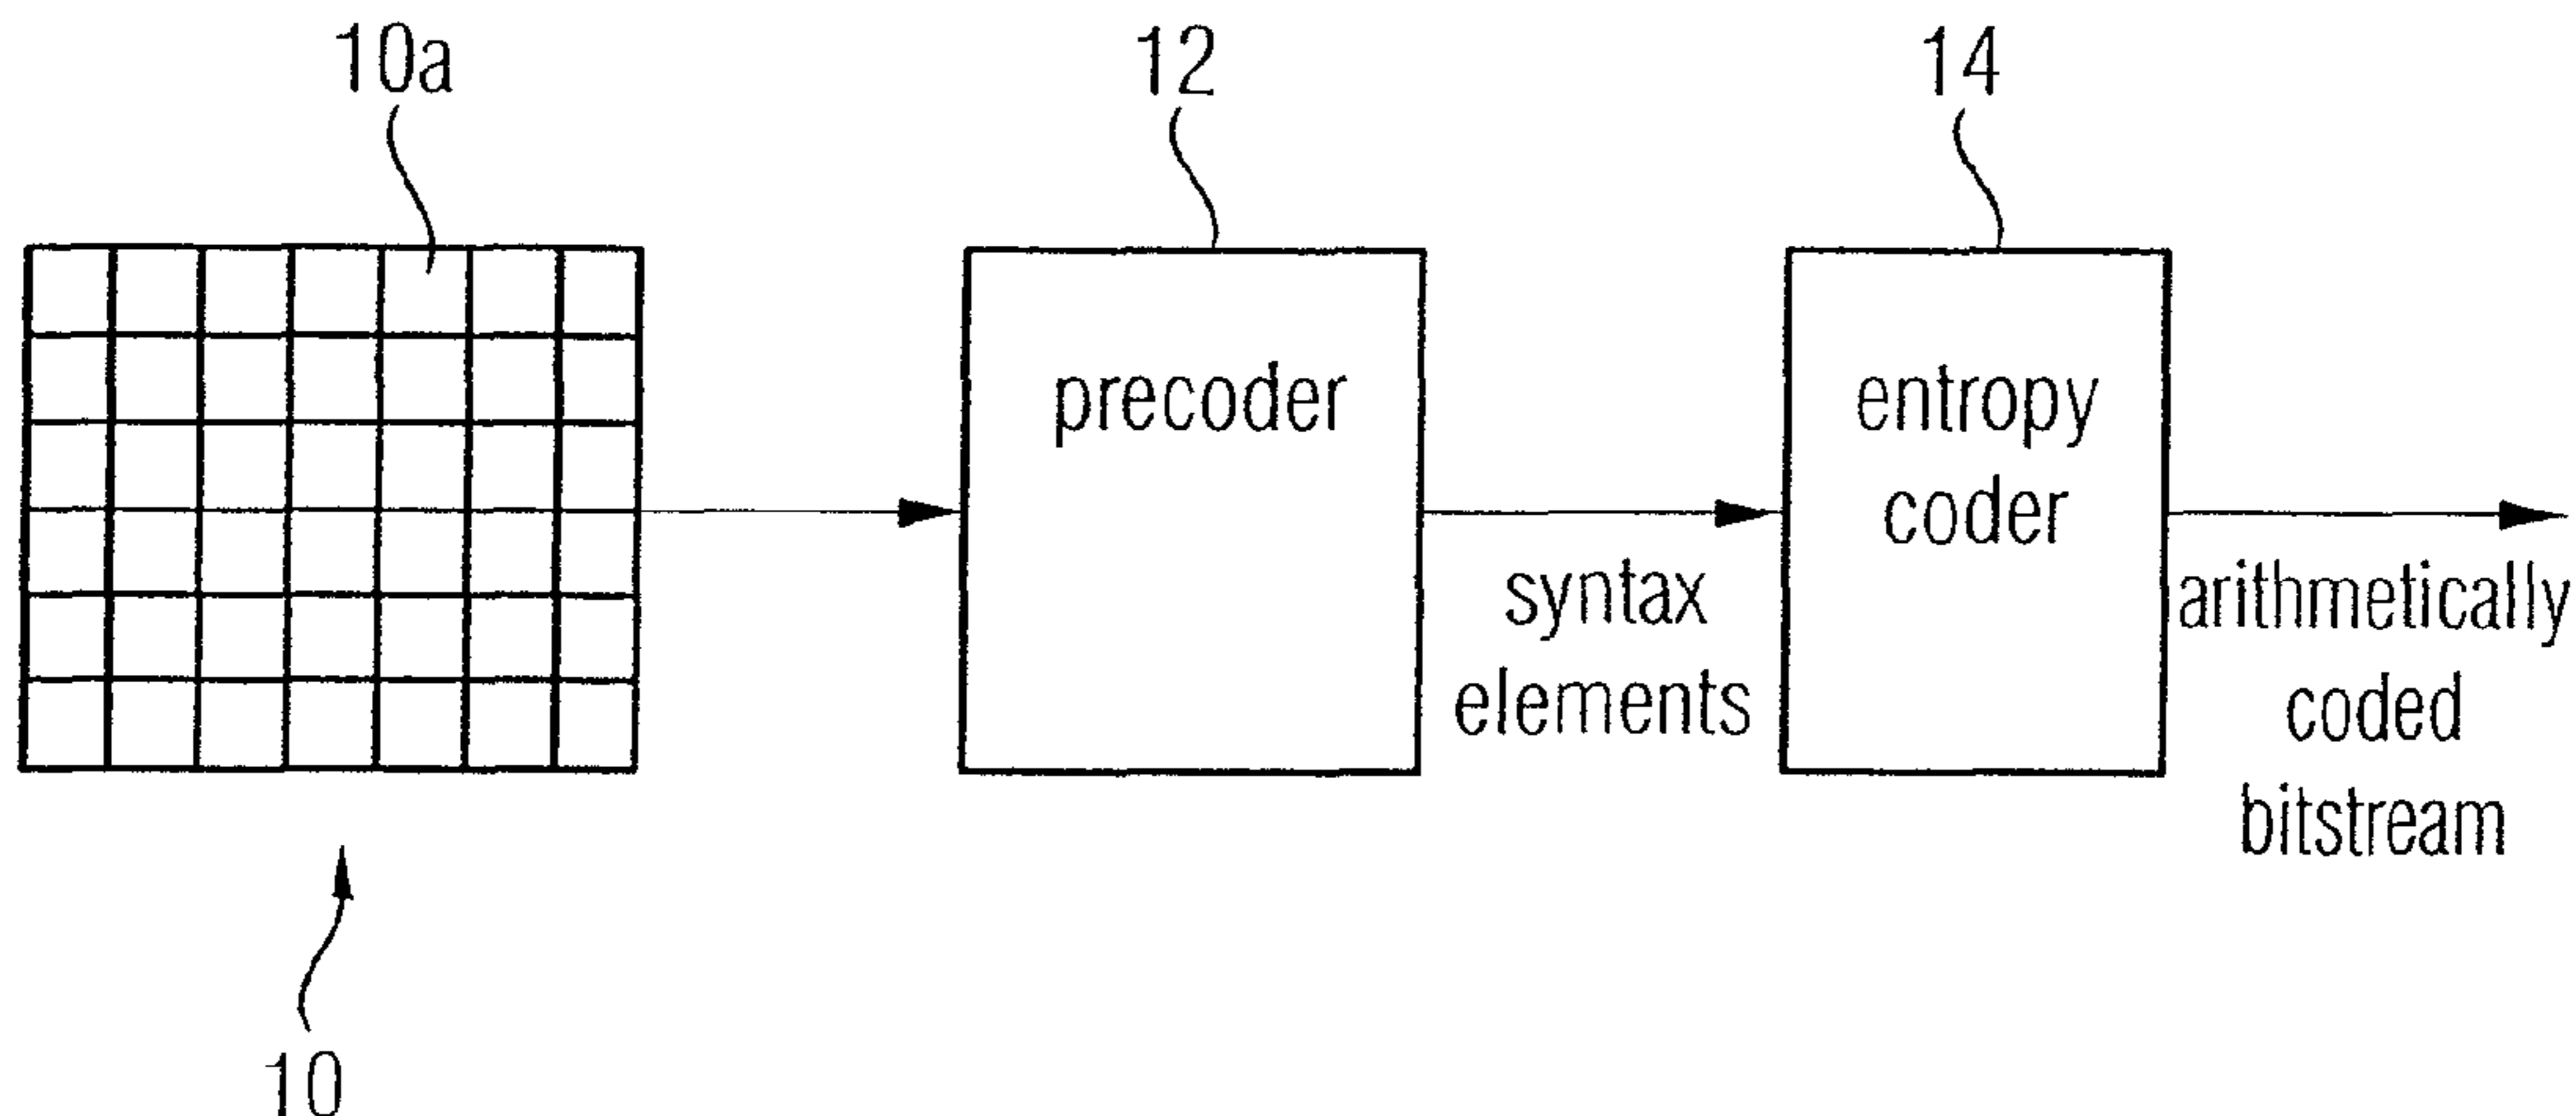 10a
12
14
precoder
entropy
coder
syntax
elements
arithmetically
coded
bitstream
10